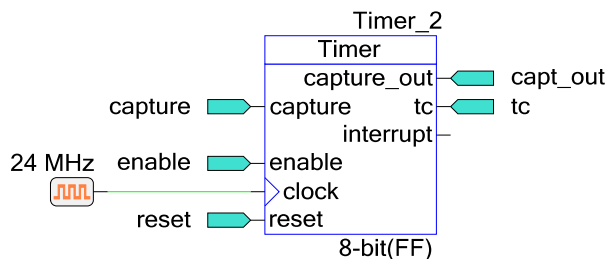 Timer_2
Timer
capture_out capt_out
capture capture tc tc
interrupt
24 MHz enable enable
clock
reset reset
8-bit(FF)